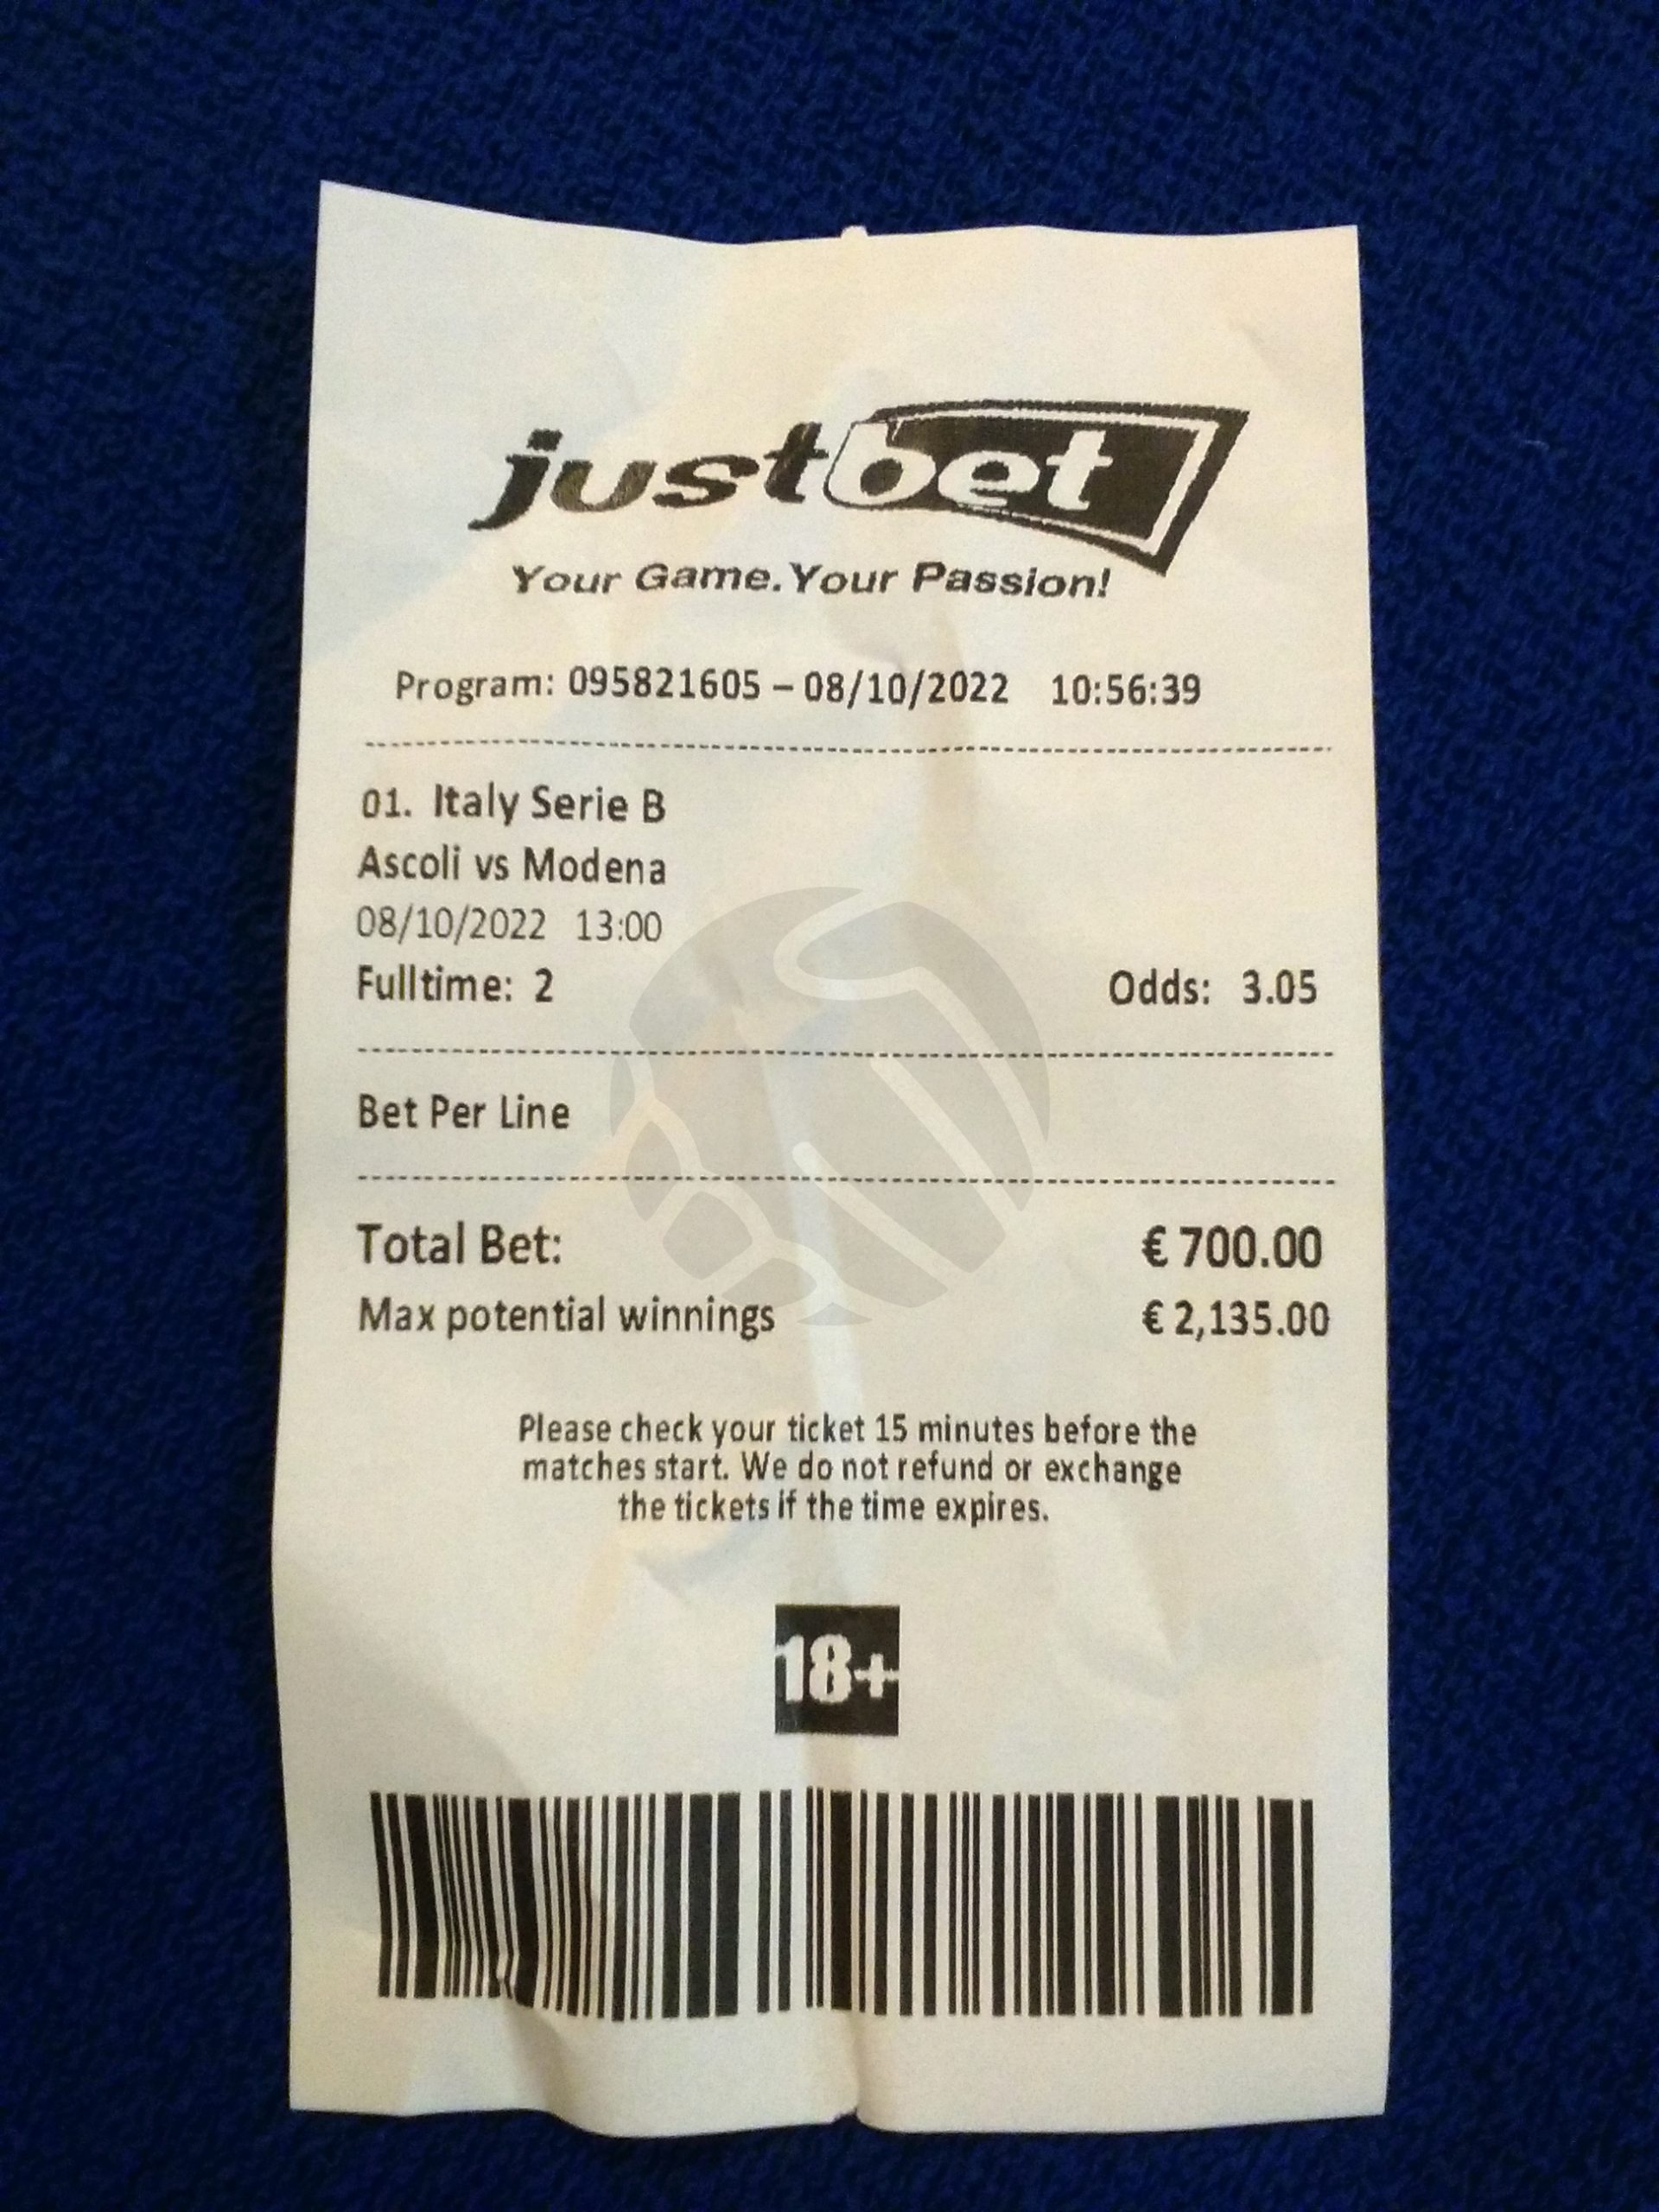 justbet
Your Game. Your Passion!
Program: 095821605 – 08/10/2022 10:56:39
01. Italy Serie B
Ascoli vs Modena
08/10/2022 13:00
Fulltime: 2 Odds: 3.05
Bet Per Line
Total Bet: € 700.00
Max potential winnings € 2,135.00
Please check your ticket 15 minutes before the
matches start. We do not refund or exchange
the tickets if the time expires.
18+